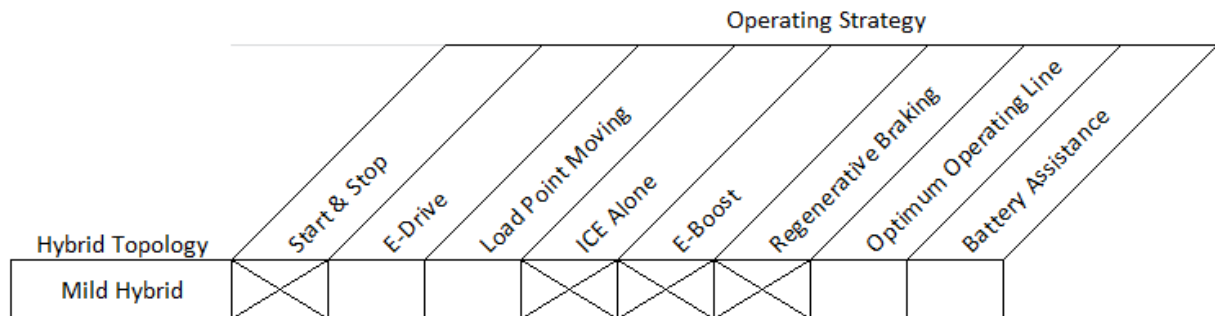 Operating Strategy
Start & Stop
E-Drive
Load Point Moving
ICE Alone
E-Boost
Regenerative Braking
Optimum Operating Line
Battery Assistance
Hybrid Topology
Mild Hybrid